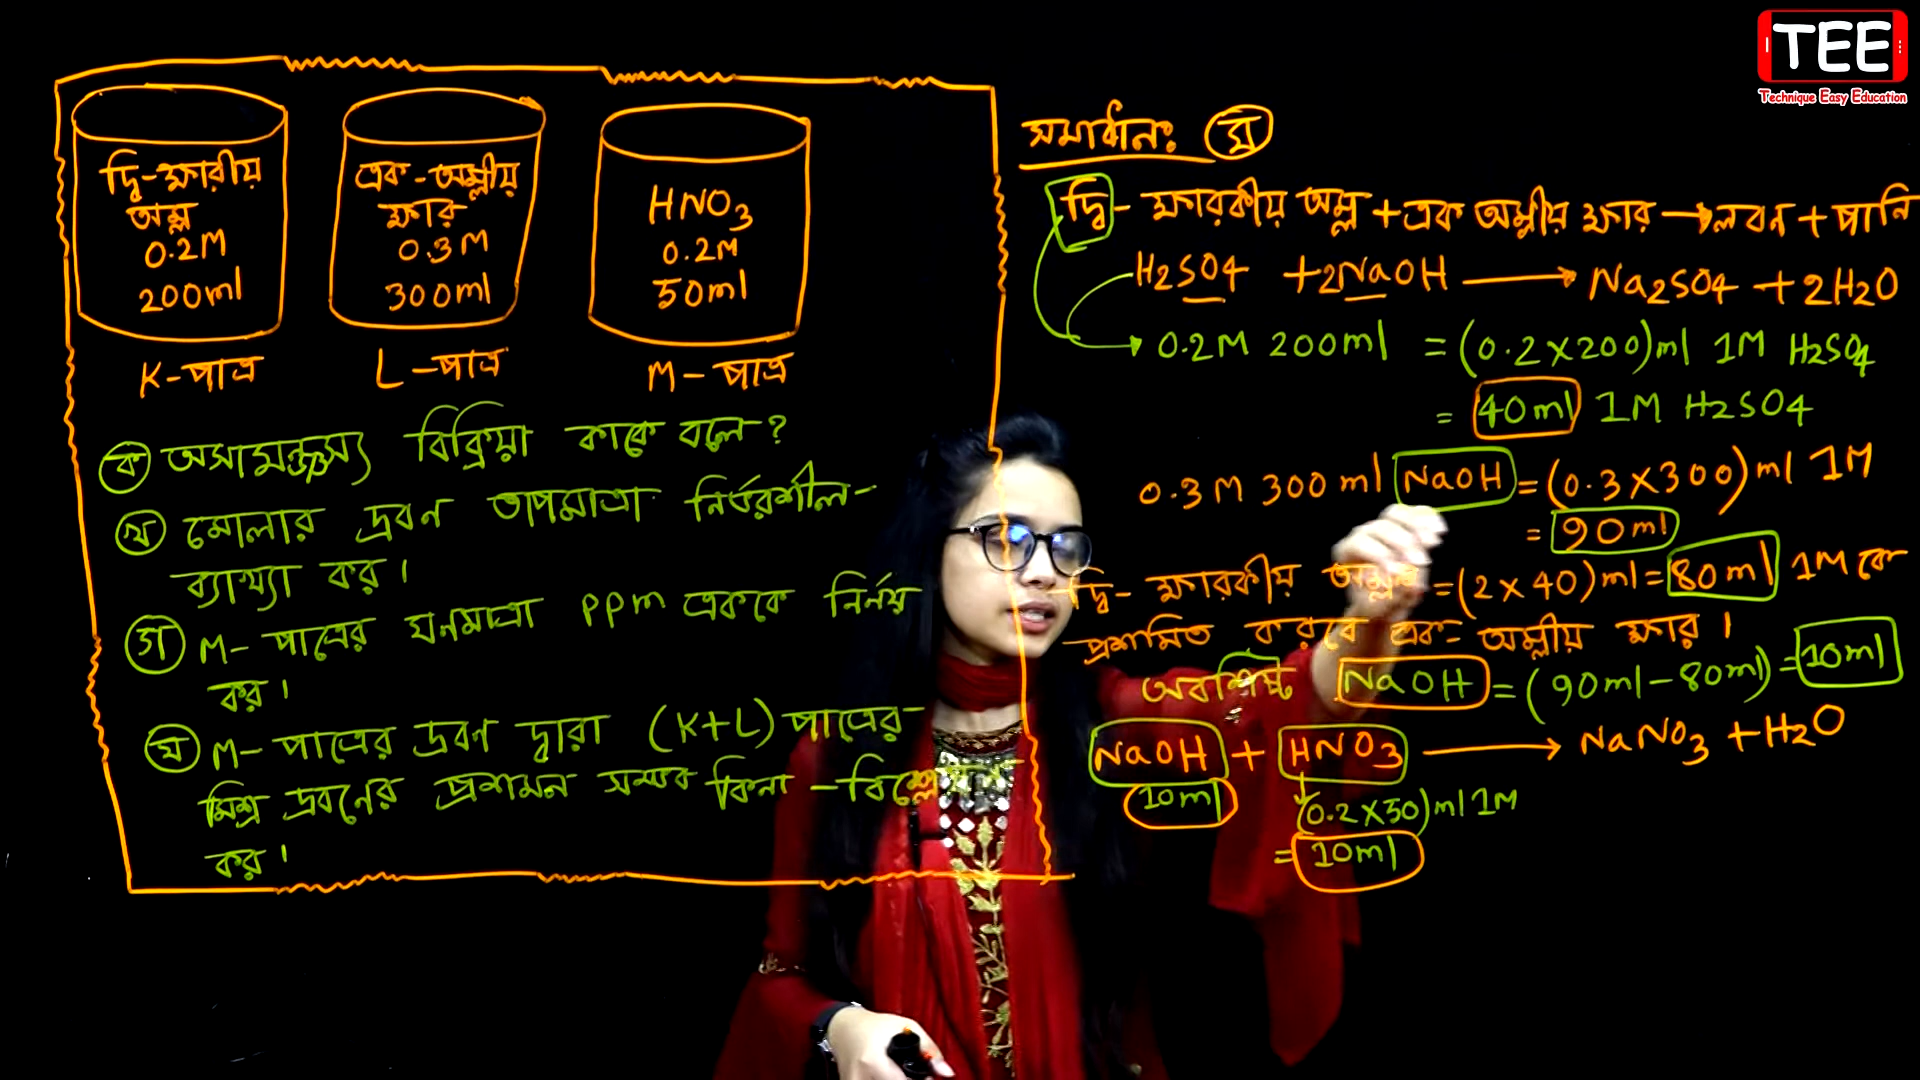 TEE
Technique Easy Education
দ্বি-ক্ষারীয়
অম্ল
0.2M
200ml
K-পাত্র
এক-অম্লীয়
ক্ষার
0.3M
300ml
L-পাত্র
HNO3
0.2M
50ml
M-পাত্র
ক অসামঞ্জস্য বিক্রিয়া কাকে বলে?
খ মোলার দ্রবণ তাপমাত্রা নির্ভরশীল-
ব্যাখ্যা কর।
গ M-পাত্রের ঘনমাত্রা ppm এককে নির্নয়
কর।
ঘ M-পাত্রের দ্রবণ দ্বারা (K+L) পাত্রের-
মিশ্র দ্রবণের প্রশমন সম্ভব কিনা -
কর।
সমাধান: ঘ
দ্বি-ক্ষারকীয় অম্ল + এক অম্লীয় ক্ষার → লবন + পানি
H2SO4 + 2NaOH → Na2SO4 + 2H2O
0.2M 200ml = (0.2×200)ml 1M H2SO4
= 40ml 1M H2SO4
0.3M 300ml NaOH = (0.3×300)ml 1M
= 90ml
দ্বি-ক্ষারকীয় = (2×40)ml = 80ml 1M কে
প্রশমিত করবে এক-অম্লীয় ক্ষার।
অবশিষ্ট NaOH = (90ml-80ml) = 10ml
NaOH + HNO3 → NaNO3 + H2O
10ml (0.2×50)ml 1M
= 10ml